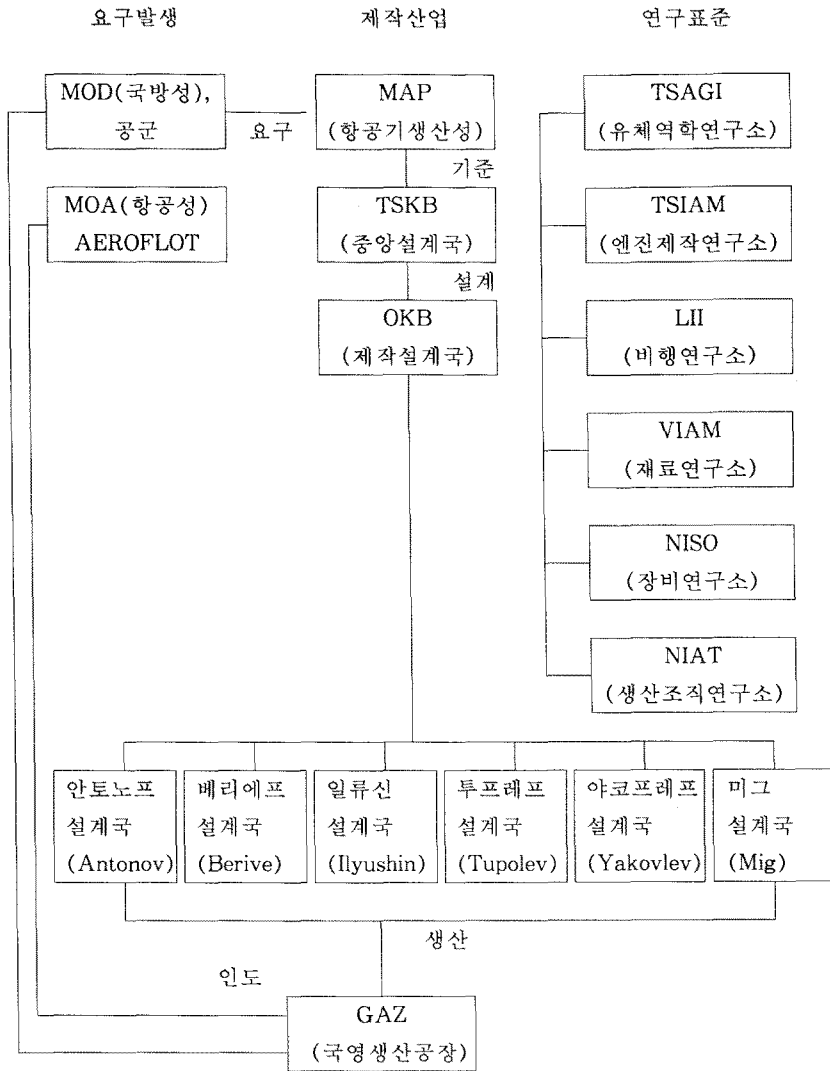 요구발생
제작산업
연구표준
MOD(국방성),
공군
요구
MAP
(항공기생산성)
기준
MOA(항공성)
AEROFLOT
TSKB
(중앙설계국)
설계
OKB
(제작설계국)
TSAGI
(유체역학연구소)
TSIAM
(엔진제작연구소)
LII
(비행연구소)
VIAM
(재료연구소)
NISO
(장비연구소)
NIAT
(생산조직연구소)
안토노프
설계국
(Antonov)
베리에프
설계국
(Berive)
일류신
설계국
(Ilyushin)
투프레프
설계국
(Tupolev)
야코프레프
설계국
(Yakovlev)
미그
설계국
(Mig)
생산
인도
GAZ
(국영생산공장)